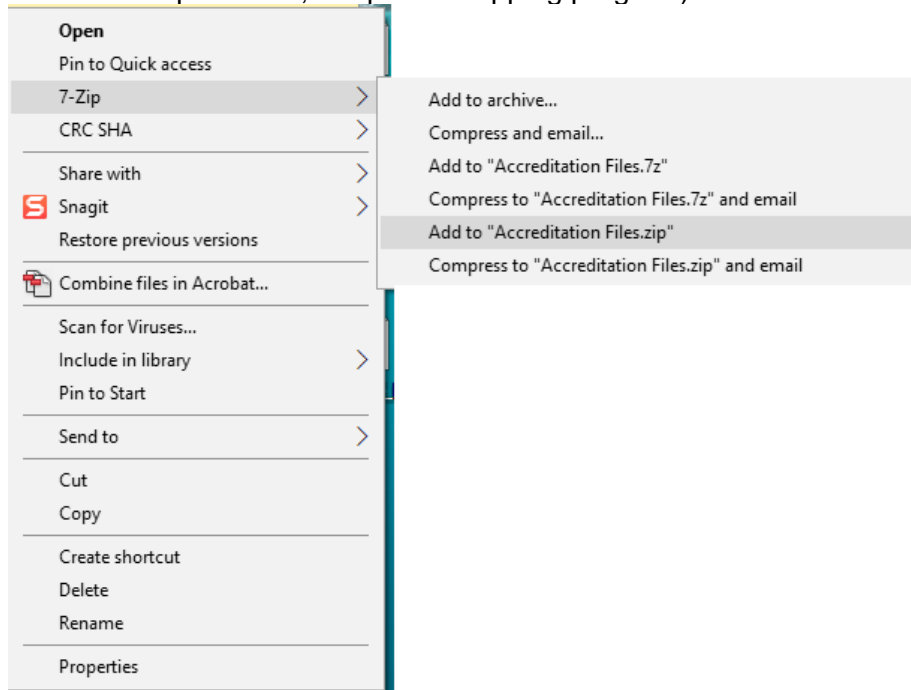 Open
Pin to Quick access
7-Zip
CRC SHA
Share with
Snagit
Restore previous versions
Combine files in Acrobat...
Scan for Viruses...
Include in library
Pin to Start
Send to
Cut
Copy
Create shortcut
Delete
Rename
Properties
Add to archive...
Compress and email...
Add to "Accreditation Files.7z"
Compress to "Accreditation Files.7z" and email
Add to "Accreditation Files.zip"
Compress to "Accreditation Files.zip" and email